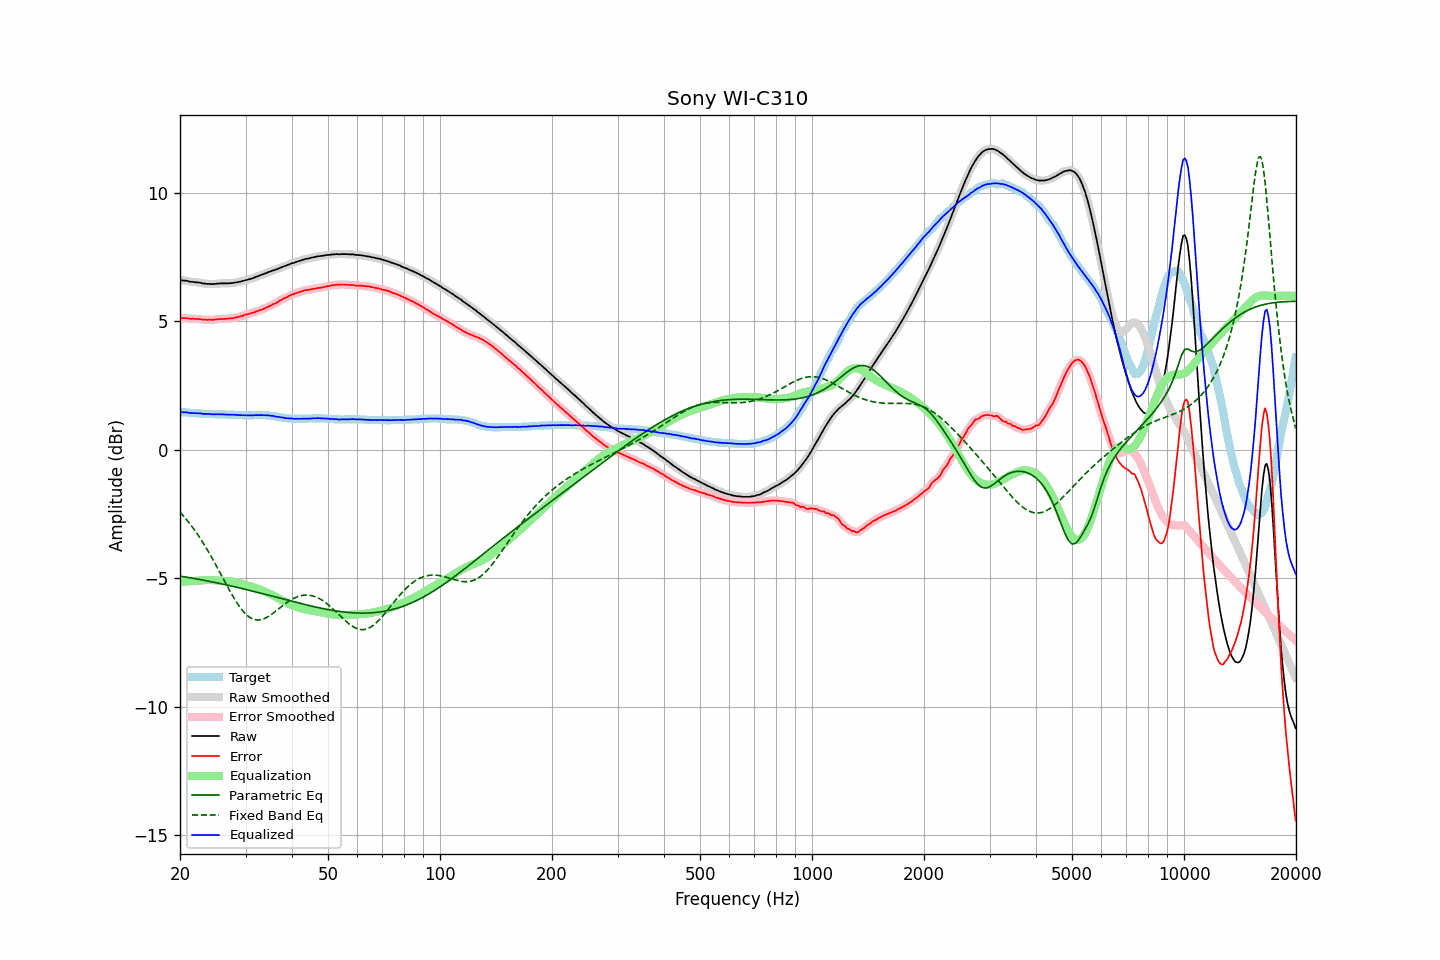 Sony WI-C310
Amplitude (dBr)
10
5
0
−5
−10
−15
Target
Raw Smoothed
Error Smoothed
Raw
Error
Equalization
Parametric Eq
Fixed Band Eq
Equalized
20 50 100 200 500 1000 2000 5000 10000 20000
Frequency (Hz)